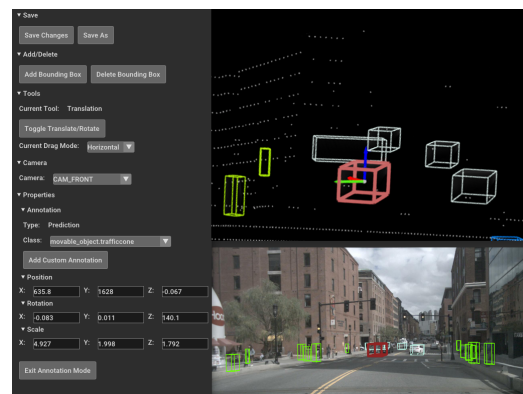 ▼ Save
Save Changes Save As
▼ Add/Delete
Add Bounding Box Delete Bounding Box
▼ Tools
Current Tool: Translation
Toggle Translate/Rotate
Current Drag Mode: Horizontal ▼
▼ Camera
Camera: CAM_FRONT ▼
▼ Properties
▼ Annotation
Type: Prediction
Class: movable_object.trafficcone ▼
Add Custom Annotation
▼ Position
X: 635.8 Y: 1628 Z: -0.067
▼ Rotation
X: -0.083 Y: 0.011 Z: 140.1
▼ Scale
X: 4.927 Y: 1.998 Z: 1.792
Exit Annotation Mode